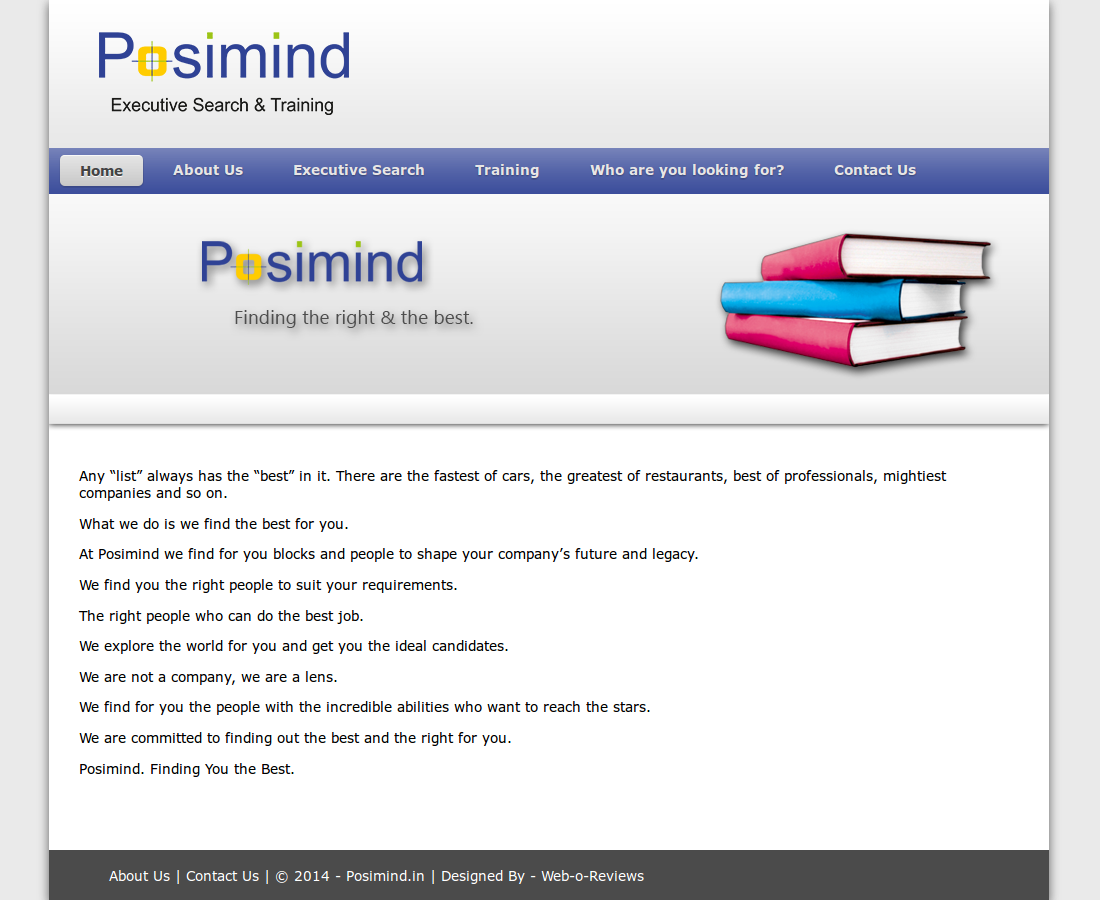 Posimind
Executive Search & Training
Home About Us Executive Search Training Who are you looking for? Contact Us
Posimind
Finding the right & the best.
Any “list” always has the “best” in it. There are the fastest of cars, the greatest of restaurants, best of professionals, mightiest
companies and so on.
What we do is we find the best for you.
At Posimind we find for you blocks and people to shape your company’s future and legacy.
We find you the right people to suit your requirements.
The right people who can do the best job.
We explore the world for you and get you the ideal candidates.
We are not a company, we are a lens.
We find for you the people with the incredible abilities who want to reach the stars.
We are committed to finding out the best and the right for you.
Posimind. Finding You the Best.
About Us | Contact Us | © 2014 - Posimind.in | Designed By - Web-o-Reviews